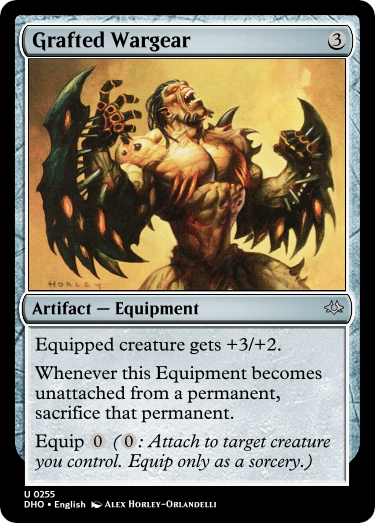 Grafted Wargear 3
HORLEY
Artifact — Equipment
Equipped creature gets +3/+2.
Whenever this Equipment becomes
unattached from a permanent,
sacrifice that permanent.
Equip 0 (0: Attach to target creature
you control. Equip only as a sorcery.)
U 0255
DHO • English Alex Horley-Orlandelli